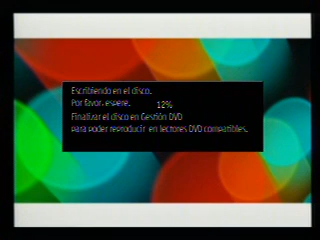 Escribiendo en el disco.
Por favor, espere. 12%
Finalizar el disco en Gestión DVD
para poder reproducir en lectores DVD compatibles.